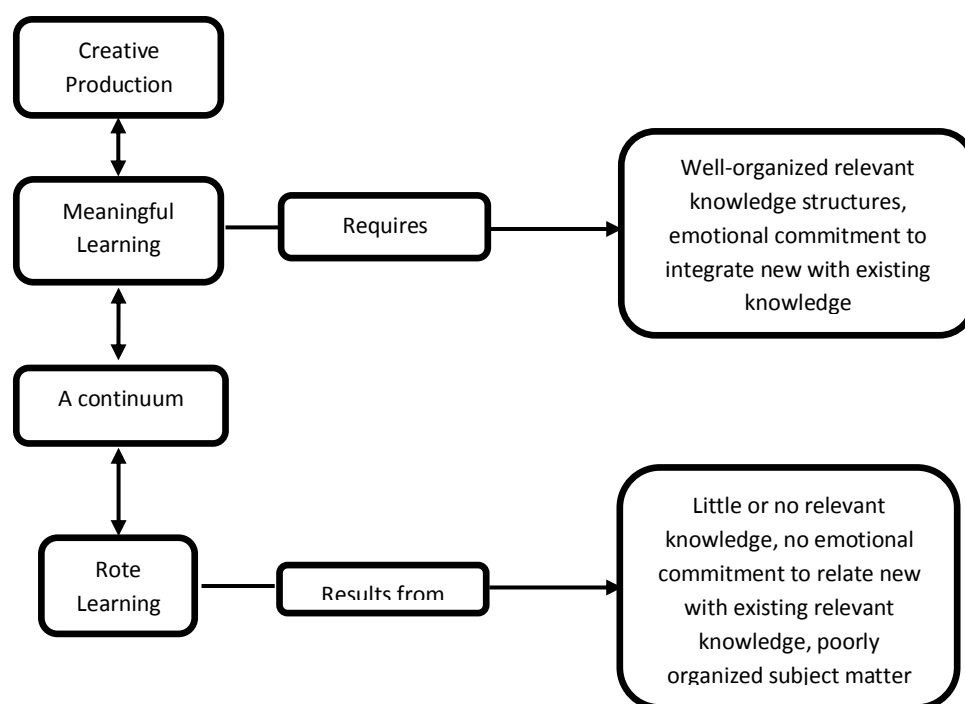 Creative
Production
Meaningful
Learning
Requires
Well-organized relevant
knowledge structures,
emotional commitment to
integrate new with existing
knowledge
A continuum
Rote
Learning
Results from
Little or no relevant
knowledge, no emotional
commitment to relate new
with existing relevant
knowledge, poorly
organized subject matter